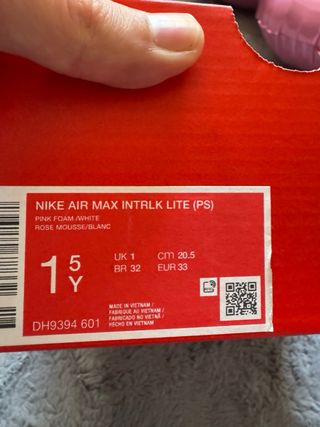 NIKE AIR MAX INTRLK LITE (PS)
PINK FOAM /WHITE
ROSE MOUSSE/BLANC
1 5 Y
UK 1 cm 20.5
BR 32 EUR 33
MADE IN VIETNAM /
FABRIQUÉ AU VIETNAM /
FABRICADO NO VIETNÃ /
HECHO EN VIETNAM
DH9394 601